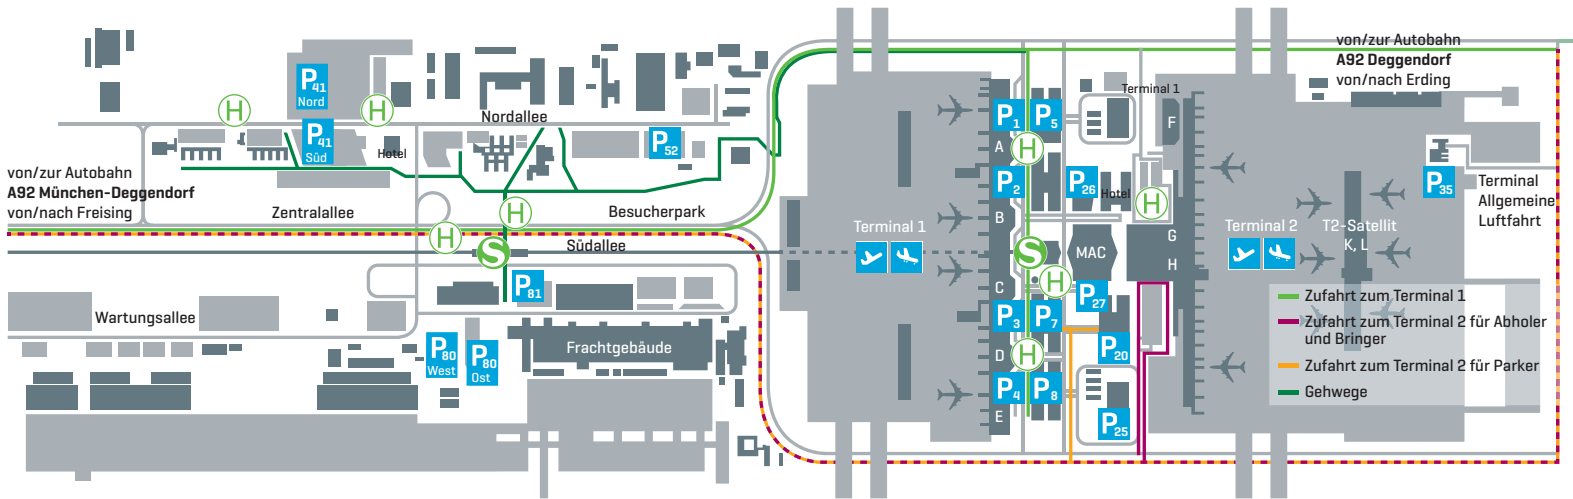 von/zur Autobahn
A92 Deggendorf
von/nach Erding
P41
Nord
H
H
P41
Süd
Hotel
Nordallee
P52
P1
P5
Terminal 1
F
A
H
P2
P26
Hotel
H
B
P35
Terminal
Allgemeine
Luftfahrt
von/zur Autobahn
A92 München-Deggendorf
von/nach Freising
Zentralallee
H
Besucherpark
H
S
Südallee
Terminal 1
S
MAC
G
H
Terminal 2
T2-Satellit
K, L
P81
C
H
P27
Wartungsallee
P3
P7
P80
West
P80
Ost
Frachtgebäude
D
H
P20
P4
P8
E
P25
Zufahrt zum Terminal 1
Zufahrt zum Terminal 2 für Abholer
und Bringer
Zufahrt zum Terminal 2 für Parker
Gehwege